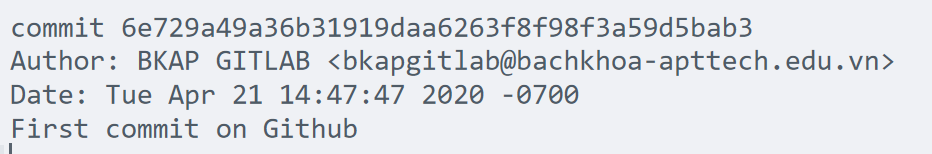 commit 6e729a49a36b31919daa6263f8f98f3a59d5bab3
Author: BKAP GITLAB <bkapgitlab@bachkhoa-apttech.edu.vn>
Date: Tue Apr 21 14:47:47 2020 -0700
First commit on Github